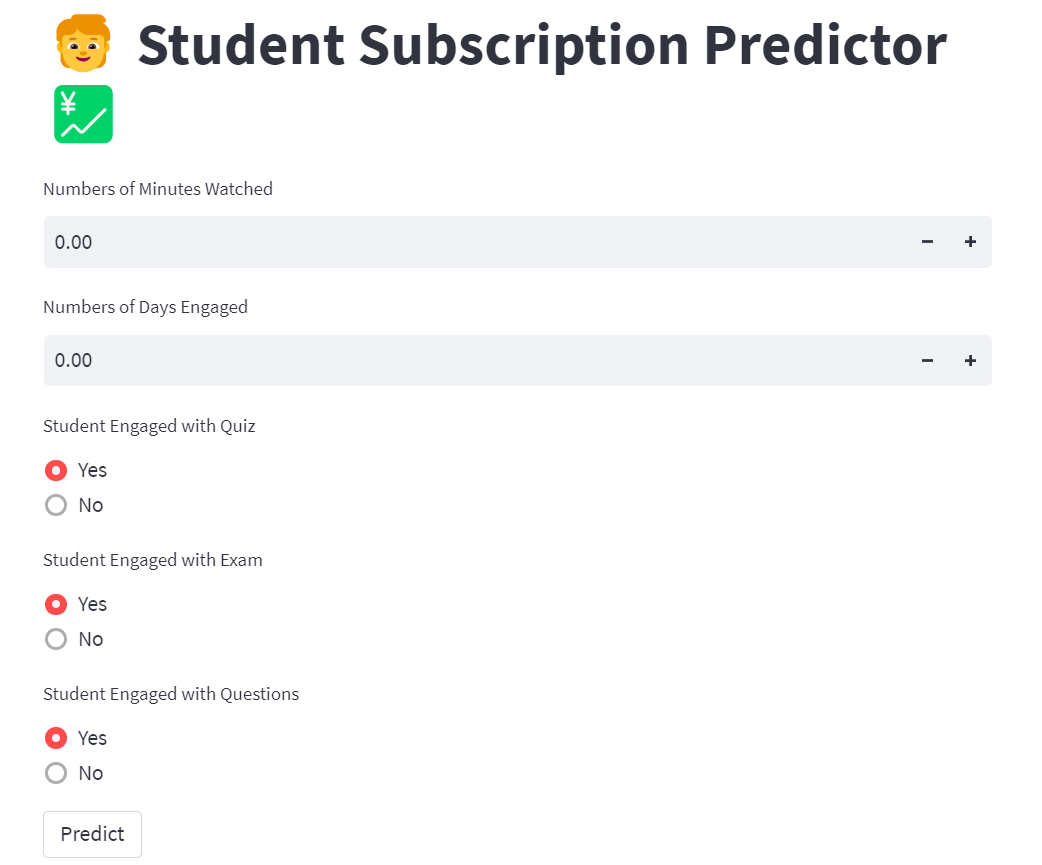 Student Subscription Predictor
¥
Numbers of Minutes Watched
0.00 − +
Numbers of Days Engaged
0.00 − +
Student Engaged with Quiz
Yes
No
Student Engaged with Exam
Yes
No
Student Engaged with Questions
Yes
No
Predict